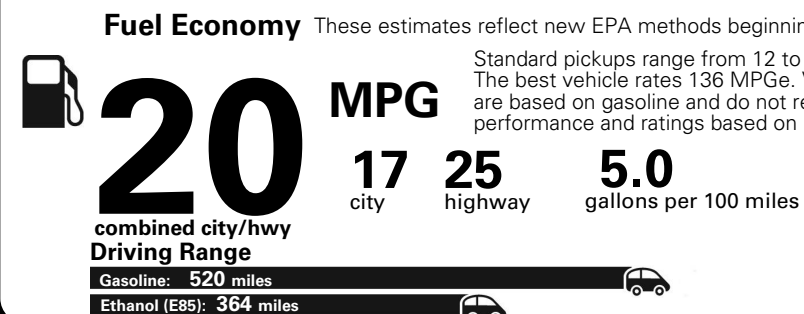 Fuel Economy These estimates reflect new EPA methods beginnin
Standard pickups range from 12 to
The best vehicle rates 136 MPGe. V
are based on gasoline and do not re
performance and ratings based on
20 MPG
combined city/hwy
17 city
25 highway
5.0 gallons per 100 miles
Driving Range
Gasoline: 520 miles
Ethanol (E85): 364 miles